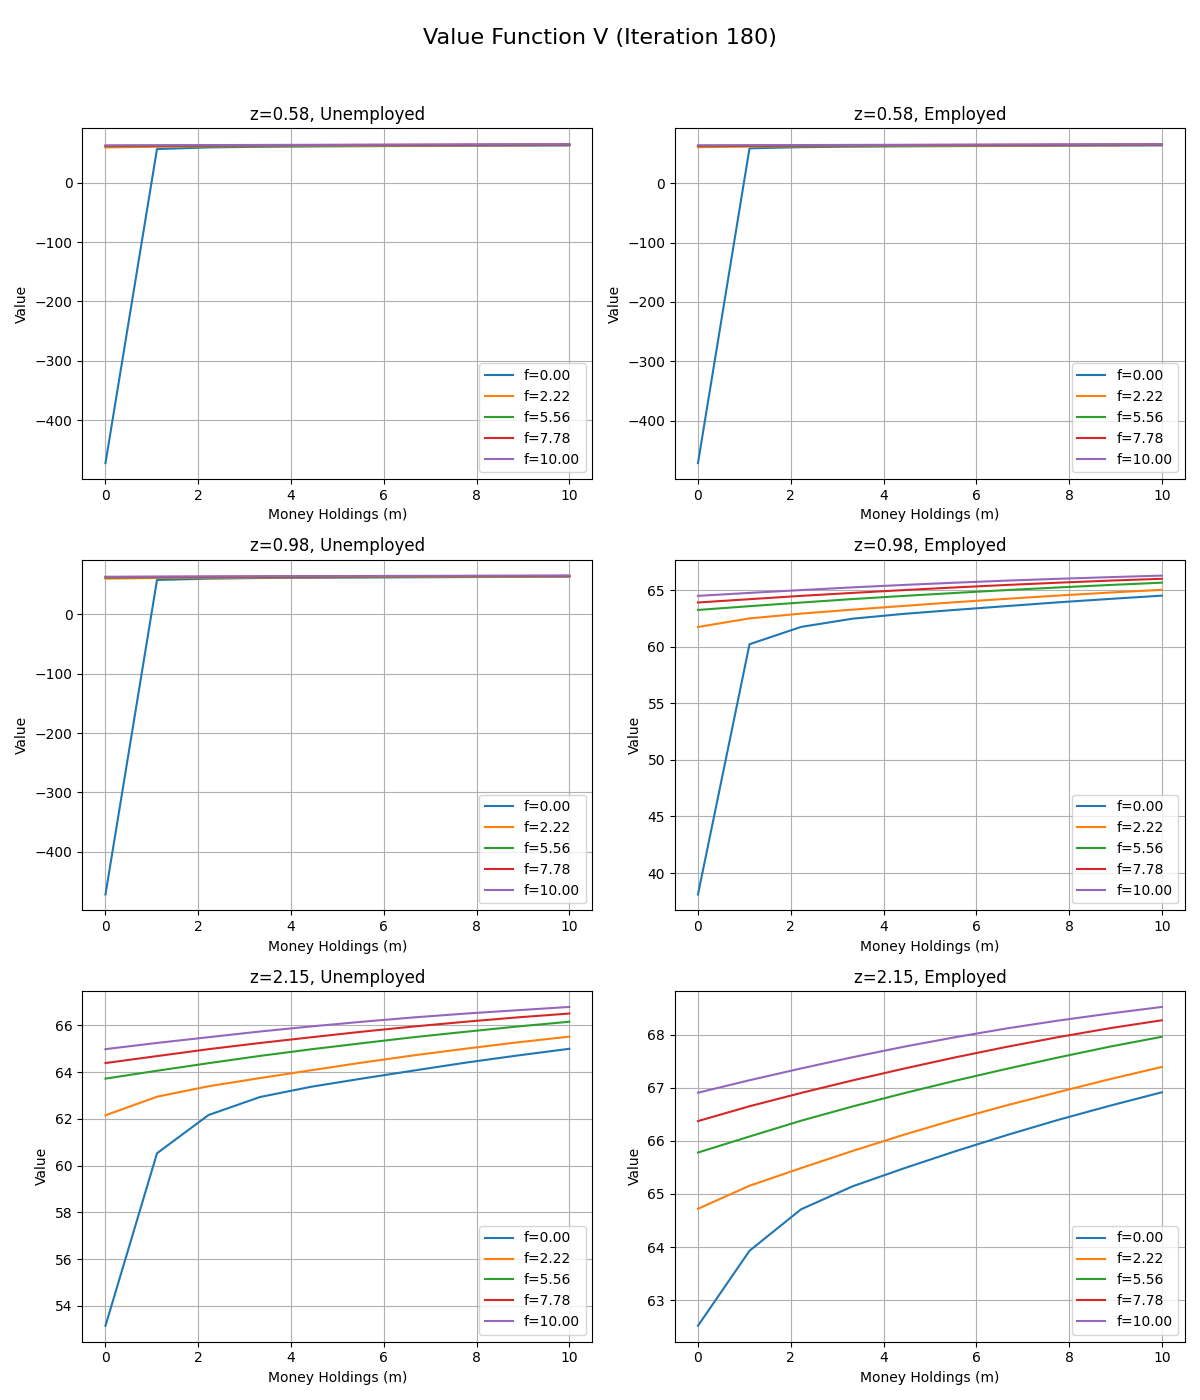 Value Function V (Iteration 180)
z=0.58, Unemployed
0
−100
−200
−300
−400
Value
0 2 4 6 8 10
Money Holdings (m)
f=0.00
f=2.22
f=5.56
f=7.78
f=10.00
z=0.58, Employed
0
−100
−200
−300
−400
Value
0 2 4 6 8 10
Money Holdings (m)
f=0.00
f=2.22
f=5.56
f=7.78
f=10.00
z=0.98, Unemployed
0
−100
−200
−300
−400
Value
0 2 4 6 8 10
Money Holdings (m)
f=0.00
f=2.22
f=5.56
f=7.78
f=10.00
z=0.98, Employed
65
60
55
50
45
40
Value
0 2 4 6 8 10
Money Holdings (m)
f=0.00
f=2.22
f=5.56
f=7.78
f=10.00
z=2.15, Unemployed
66
64
62
60
58
56
54
Value
0 2 4 6 8 10
Money Holdings (m)
f=0.00
f=2.22
f=5.56
f=7.78
f=10.00
z=2.15, Employed
68
67
66
65
64
63
Value
0 2 4 6 8 10
Money Holdings (m)
f=0.00
f=2.22
f=5.56
f=7.78
f=10.00